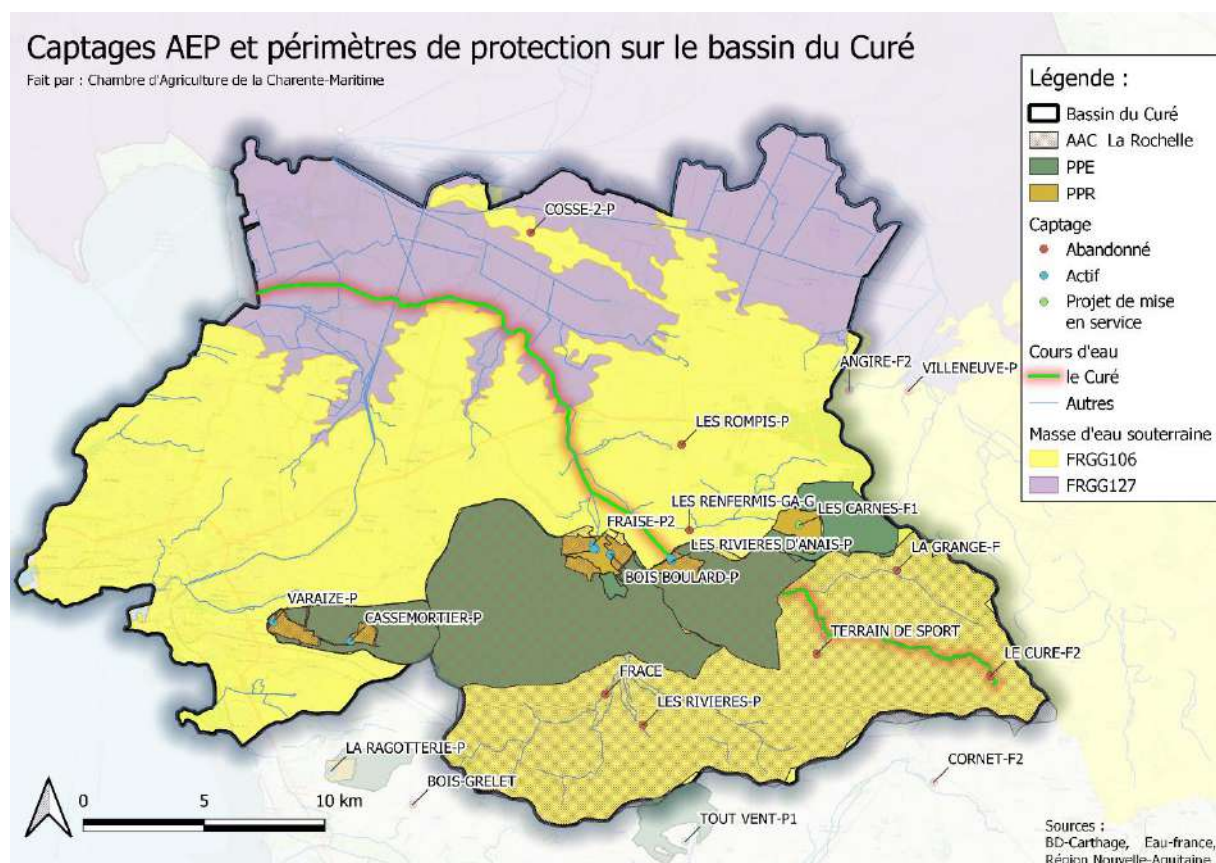 Captages AEP et périmètres de protection sur le bassin du Curé
Fait par : Chambre d'Agriculture de la Charente-Maritime
Légende :
Bassin du Curé
AAC La Rochelle
PPE
PPR
Captage
Abandonné
Actif
Projet de mise
en service
Cours d'eau
le Curé
Autres
Masse d'eau souterraine
FRGG106
FRGG127
COSSE-2-P
ANGIRE-F2
VILLENEUVE-P
LES ROMPIS-P
LES RENFERMIS-GA-G
LES CARNES-F1
FRAISE-P2
LES RIVIERES D'ANAIS-P
LA GRANGE-F
BOIS BOULARD-P
VARAIZE-P
CASSEMORTIER-P
TERRAIN DE SPORT
LE CURE-F2
FRACE
LES RIVIERES-P
LA RAGOTTERIE-P
BOIS-GRELET
CORNET-F2
TOUT VENT-P1
0 5 10 km
Sources :
BD-Carthage, Eau-france,
Région Nouvelle-Aquitaine